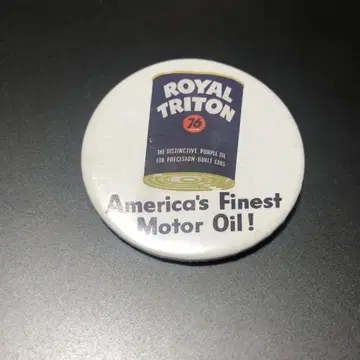 ROYAL
TRITON
76
THE DISTINCTIVE, PURPLE OIL
FOR PRECISION-BUILT CARS
America's Finest
Motor Oil!